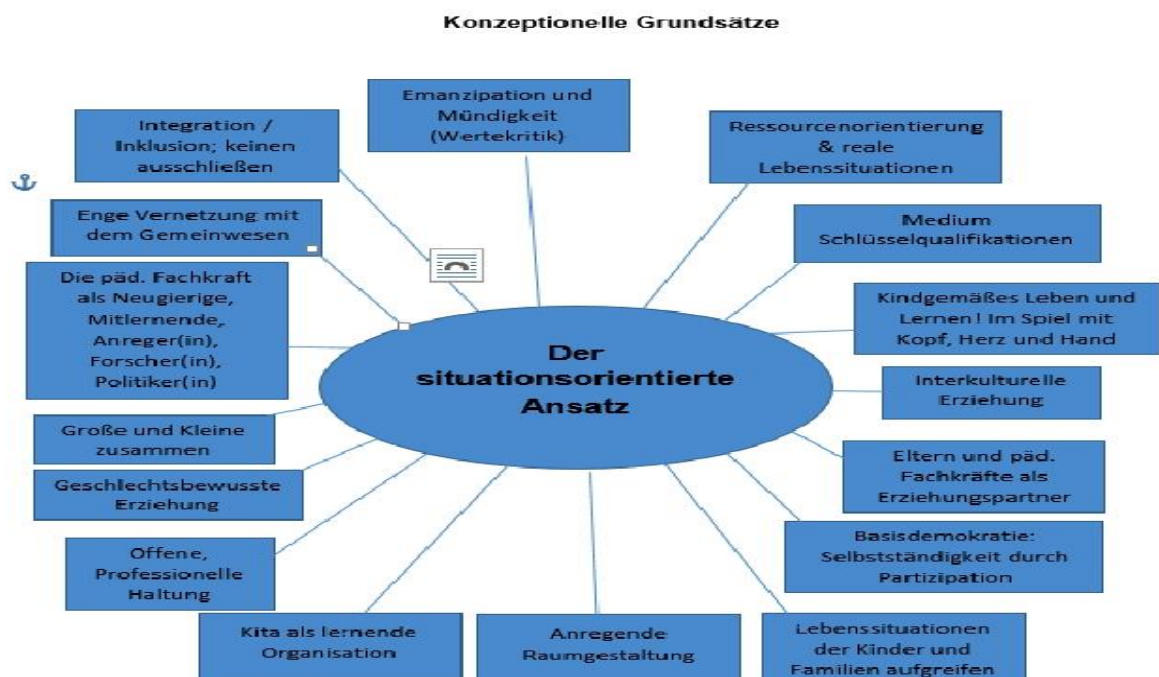 Konzeptionelle Grundsätze
Emanzipation und
Mündigkeit
(Wertekritik)
Integration /
Inklusion; keinen
ausschließen
Ressourcenorientierung
& reale
Lebenssituationen
Enge Vernetzung mit
dem Gemeinwesen
Medium
Schlüsselqualifikationen
Die päd. Fachkraft
als Neugierige,
Mitlernende,
Anreger(in),
Forscher(in),
Politiker(in)
Kindgemäßes Leben und
Lernen! Im Spiel mit
Kopf, Herz und Hand
Der
situationsorientierte
Ansatz
Interkulturelle
Erziehung
Große und Kleine
zusammen
Eltern und päd.
Fachkräfte als
Erziehungspartner
Geschlechtsbewusste
Erziehung
Basisdemokratie:
Selbstständigkeit durch
Partizipation
Offene,
Professionelle
Haltung
Kita als lernende
Organisation
Anregende
Raumgestaltung
Lebenssituationen
der Kinder und
Familien aufgreifen